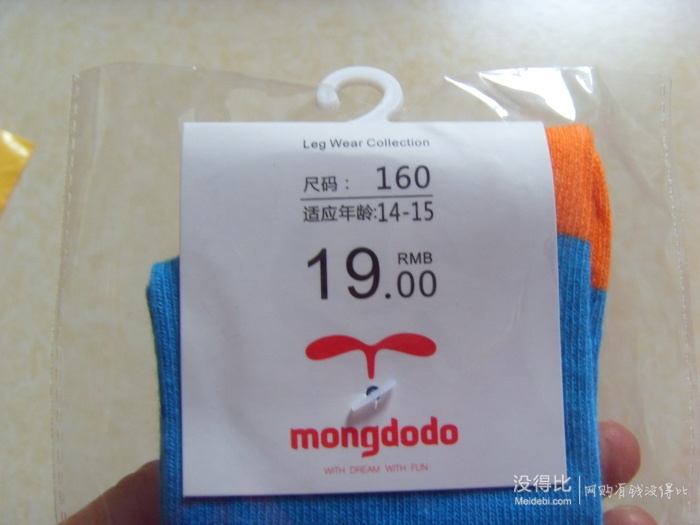 Leg Wear Collection
尺码： 160
适应年龄:14-15
19.00 RMB
mongdodo
WITH DREAM WITH FUN
没得比 网购有钱没得比
Meidebi.com